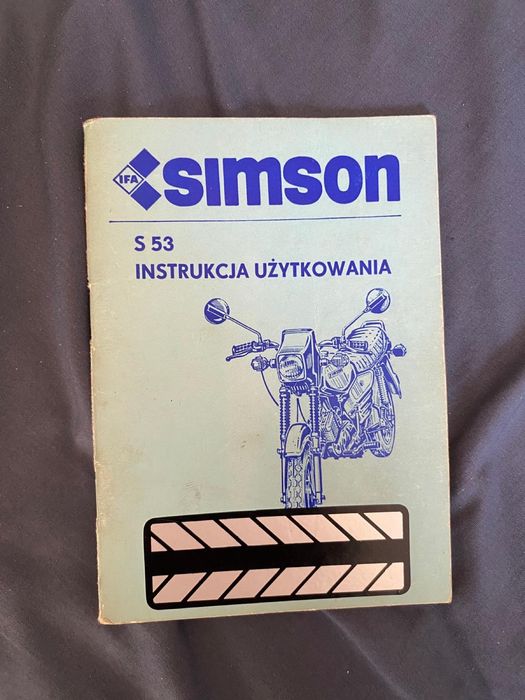 IFA
simson
S 53
INSTRUKCJA UŻYTKOWANIA